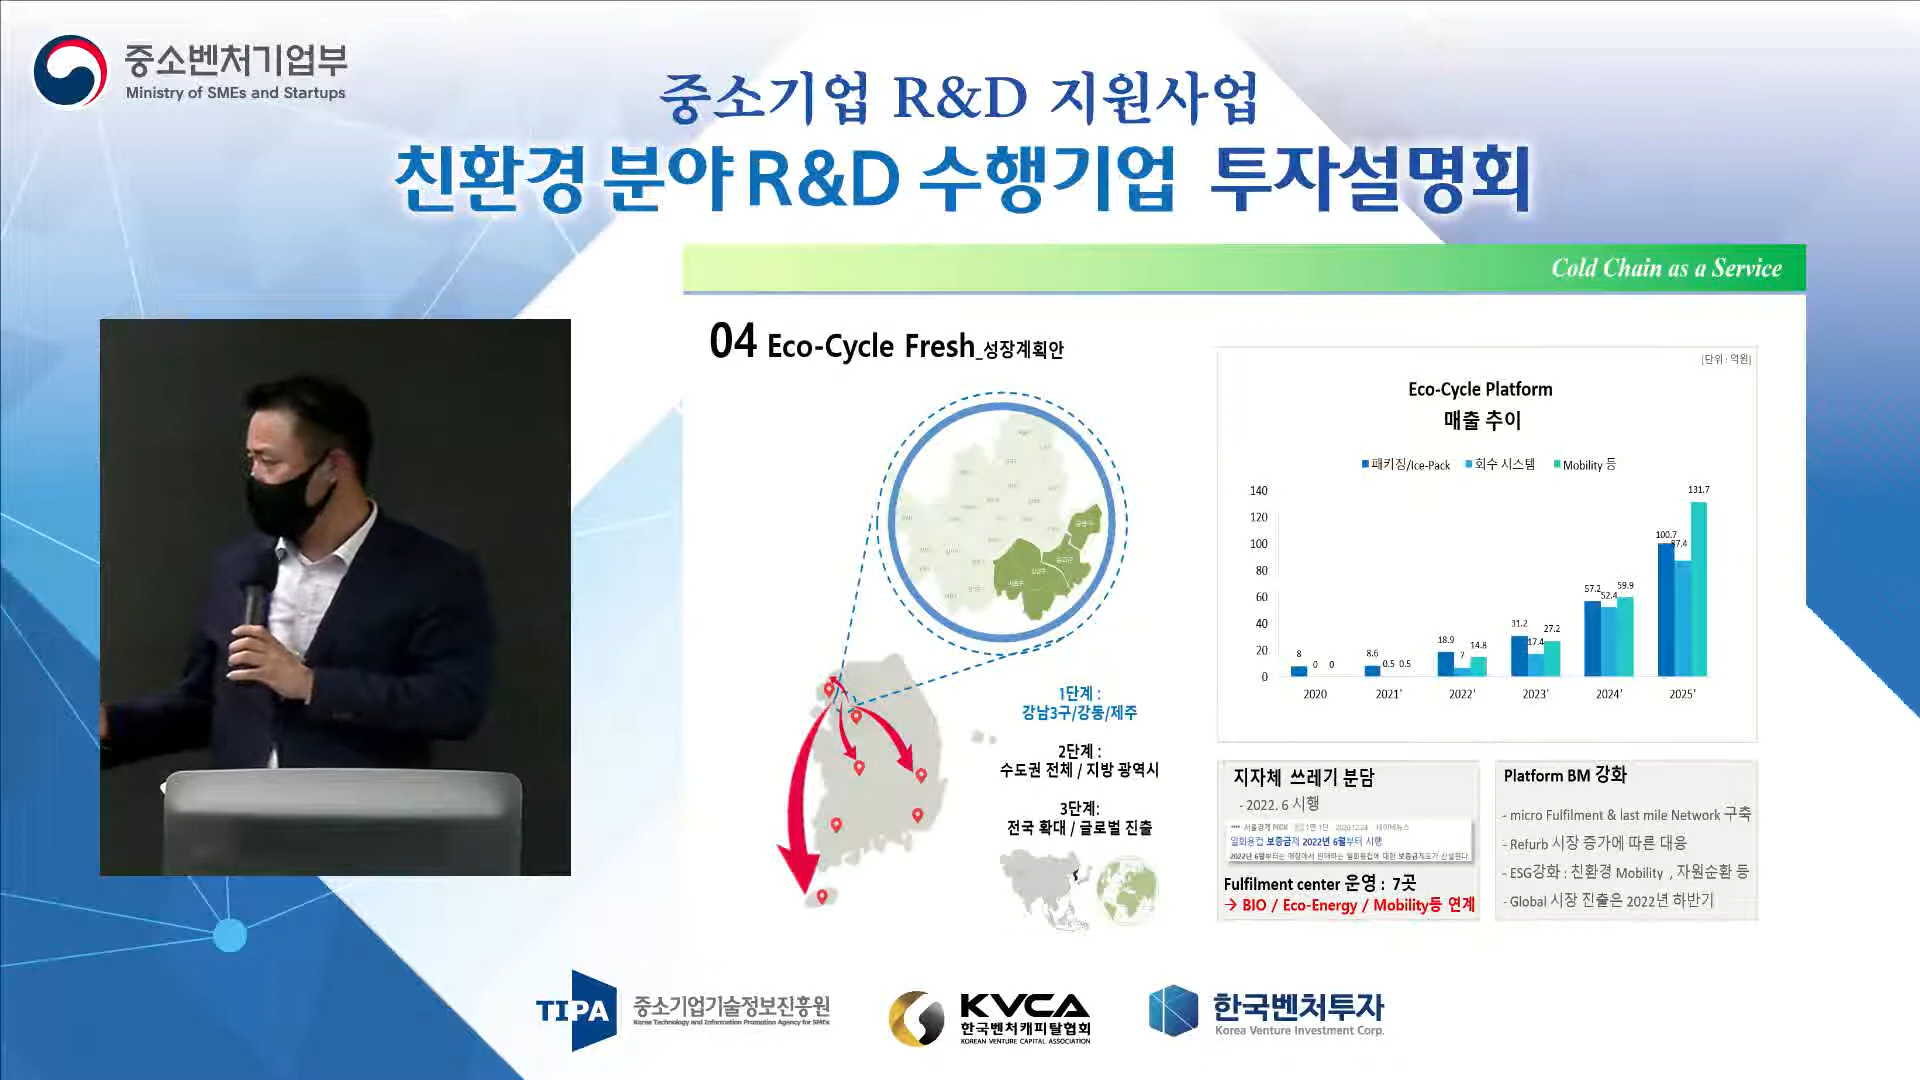 중소벤처기업부
Ministry of SMEs and Startups
중소기업 R&D 지원사업
친환경 분야 R&D 수행기업 투자설명회
Cold Chain as a Service
04 Eco-Cycle Fresh_성장계획안
[단위 : 억원]
Eco-Cycle Platform
매출 추이
패키징/Ice-Pack 회수 시스템 Mobility 등
140
120
100
80
60
40
20
0
8 0 0
8.6 0.5 0.5
18.9 7 14.8
31.2 17.4 27.2
57.2 52.4 59.9
100.7 87.4 131.7
2020 2021' 2022' 2023' 2024' 2025'
1단계 :
강남3구/강동/제주
2단계 :
수도권 전체 / 지방 광역시
3단계:
전국 확대 / 글로벌 진출
지자체 쓰레기 분담
- 2022. 6 시행
서울경제 PICK 1면 1단 2020.12.24 네이버뉴스
일회용컵 보증금제 2022년 6월부터 시행
2022년 6월부터는 매장에서 판매하는 일회용컵에 대한 보증금제도가 신설된다.
Fulfilment center 운영 : 7곳
→ BIO / Eco-Energy / Mobility등 연계
Platform BM 강화
- micro Fulfilment & last mile Network 구축
- Refurb 시장 증가에 따른 대응
- ESG강화 : 친환경 Mobility , 자원순환 등
- Global 시장 진출은 2022년 하반기
TIPA 중소기업기술정보진흥원
Korea Technology and Information Promotion Agency for SMEs
KVCA
한국벤처캐피탈협회
KOREAN VENTURE CAPITAL ASSOCIATION
한국벤처투자
Korea Venture Investment Corp.